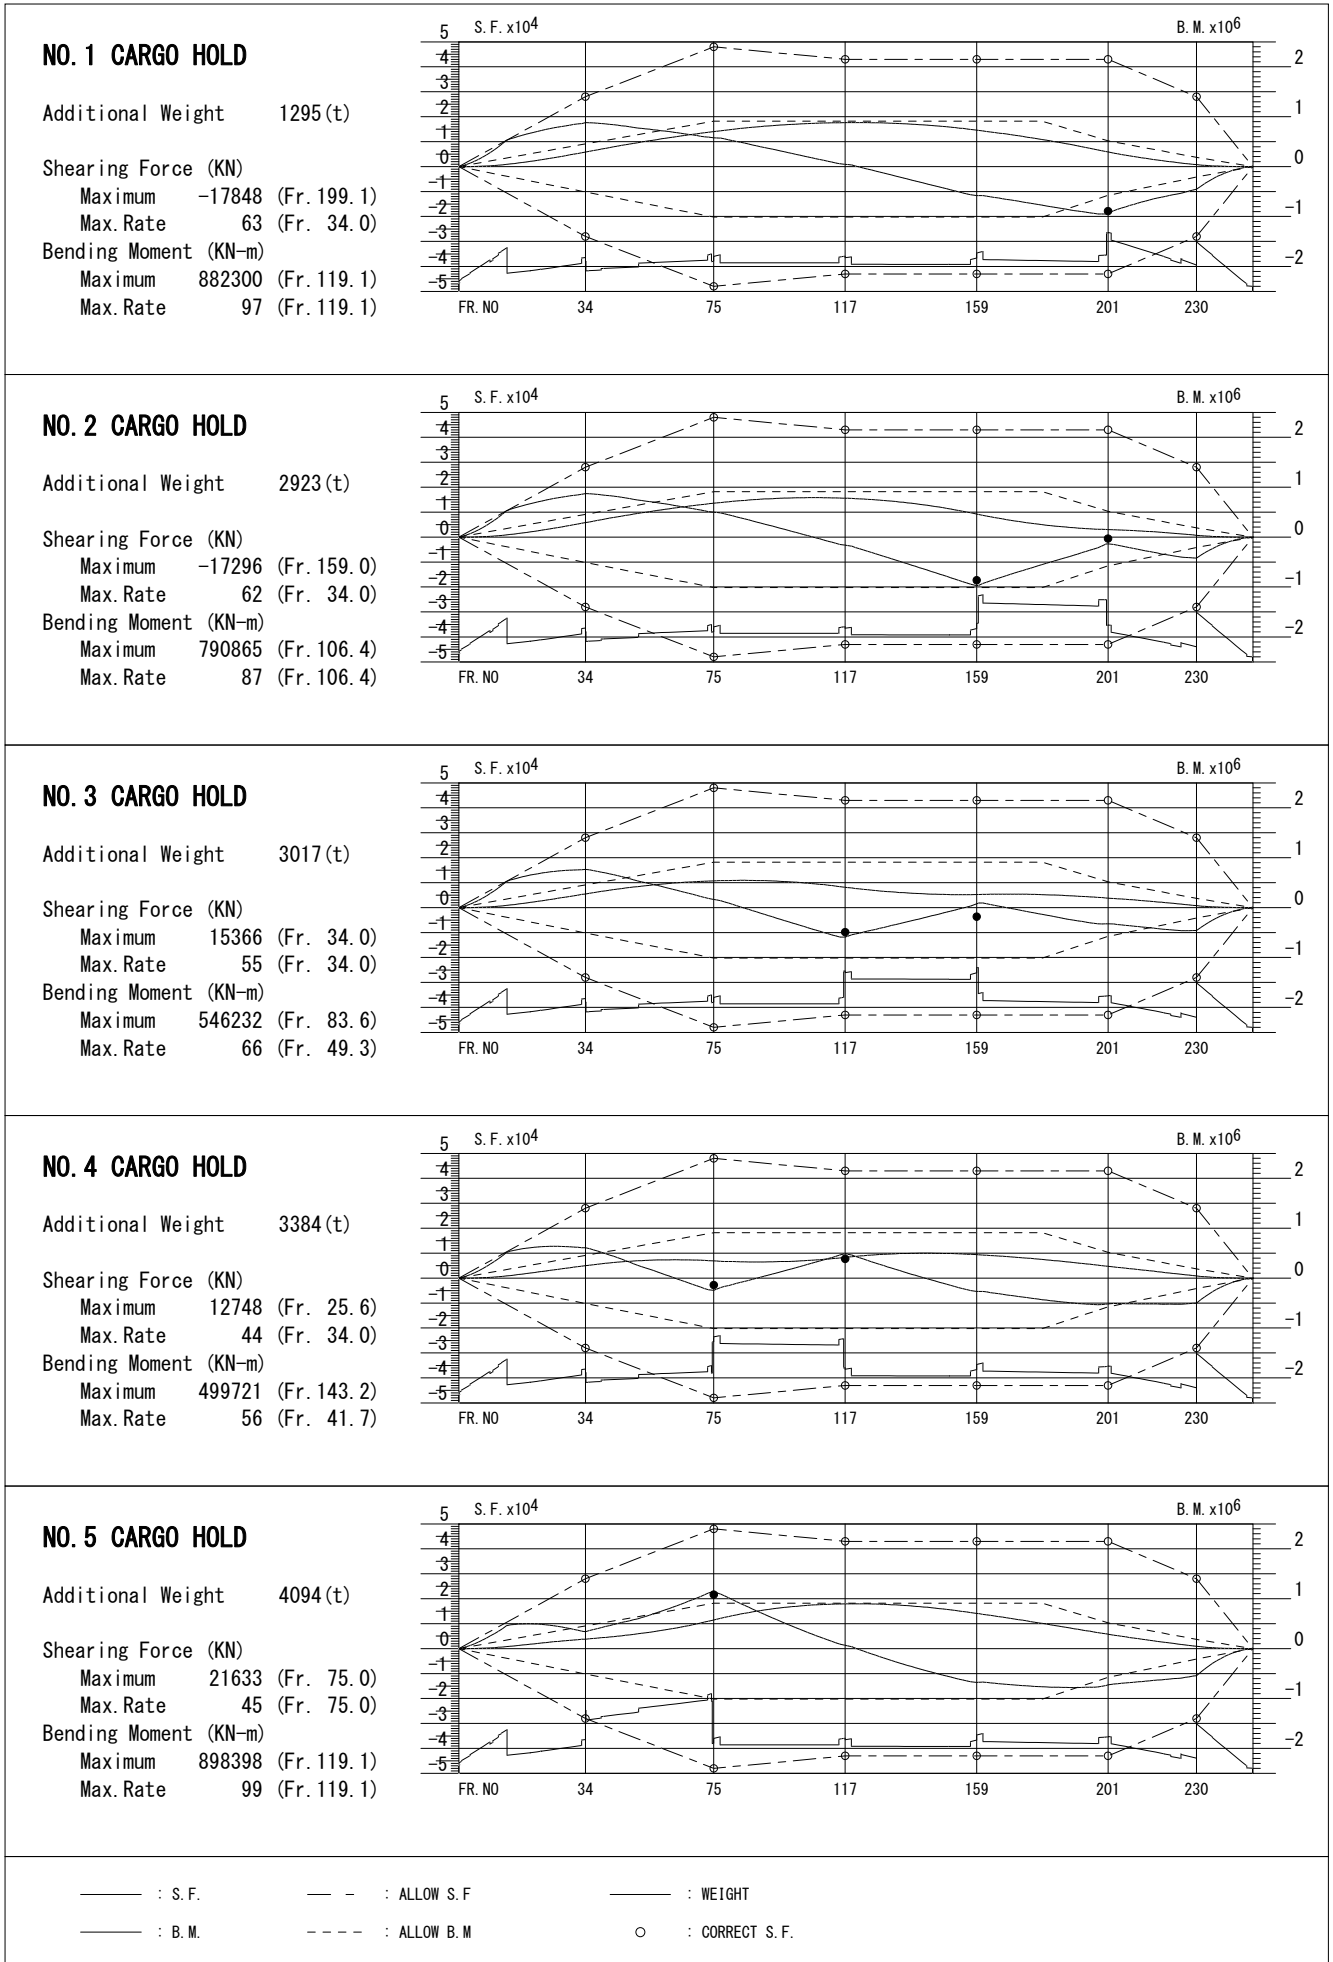 NO. 1 CARGO HOLD
Additional Weight 1295(t)
Shearing Force (KN)
Maximum -17848 (Fr. 199.1)
Max. Rate 63 (Fr. 34.0)
Bending Moment (KN-m)
Maximum 882300 (Fr. 119.1)
Max. Rate 97 (Fr. 119.1)
S. F. x10⁴ B. M. x10⁶
5
4
3
2
1
0
-1
-2
-3
-4
-5
2
1
0
-1
-2
FR. NO 34 75 117 159 201 230
NO. 2 CARGO HOLD
Additional Weight 2923(t)
Shearing Force (KN)
Maximum -17296 (Fr. 159.0)
Max. Rate 62 (Fr. 34.0)
Bending Moment (KN-m)
Maximum 790865 (Fr. 106.4)
Max. Rate 87 (Fr. 106.4)
S. F. x10⁴ B. M. x10⁶
5
4
3
2
1
0
-1
-2
-3
-4
-5
2
1
0
-1
-2
FR. NO 34 75 117 159 201 230
NO. 3 CARGO HOLD
Additional Weight 3017(t)
Shearing Force (KN)
Maximum 15366 (Fr. 34.0)
Max. Rate 55 (Fr. 34.0)
Bending Moment (KN-m)
Maximum 546232 (Fr. 83.6)
Max. Rate 66 (Fr. 49.3)
S. F. x10⁴ B. M. x10⁶
5
4
3
2
1
0
-1
-2
-3
-4
-5
2
1
0
-1
-2
FR. NO 34 75 117 159 201 230
NO. 4 CARGO HOLD
Additional Weight 3384(t)
Shearing Force (KN)
Maximum 12748 (Fr. 25.6)
Max. Rate 44 (Fr. 34.0)
Bending Moment (KN-m)
Maximum 499721 (Fr. 143.2)
Max. Rate 56 (Fr. 41.7)
S. F. x10⁴ B. M. x10⁶
5
4
3
2
1
0
-1
-2
-3
-4
-5
2
1
0
-1
-2
FR. NO 34 75 117 159 201 230
NO. 5 CARGO HOLD
Additional Weight 4094(t)
Shearing Force (KN)
Maximum 21633 (Fr. 75.0)
Max. Rate 45 (Fr. 75.0)
Bending Moment (KN-m)
Maximum 898398 (Fr. 119.1)
Max. Rate 99 (Fr. 119.1)
S. F. x10⁴ B. M. x10⁶
5
4
3
2
1
0
-1
-2
-3
-4
-5
2
1
0
-1
-2
FR. NO 34 75 117 159 201 230
: S. F. : ALLOW S. F : WEIGHT
: B. M. : ALLOW B. M : CORRECT S. F.